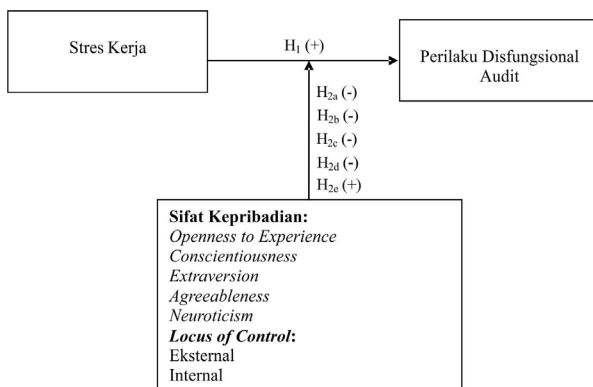 Stres Kerja
H₁ (+)
Perilaku Disfungsional
Audit
H₂ₐ (-)
H₂b (-)
H₂c (-)
H₂d (-)
H₂ₑ (+)
Sifat Kepribadian:
Openness to Experience
Conscientiousness
Extraversion
Agreeableness
Neuroticism
Locus of Control:
Eksternal
Internal